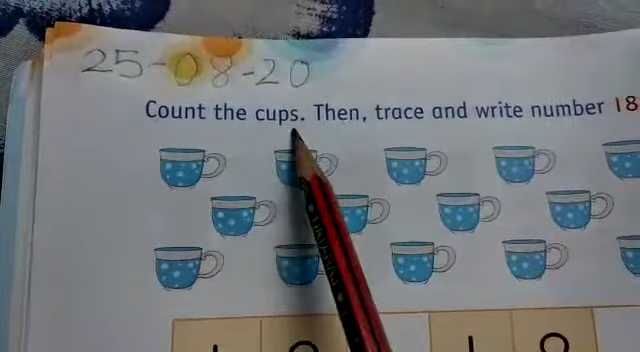 25-08-20
Count the cups. Then, trace and write number 18